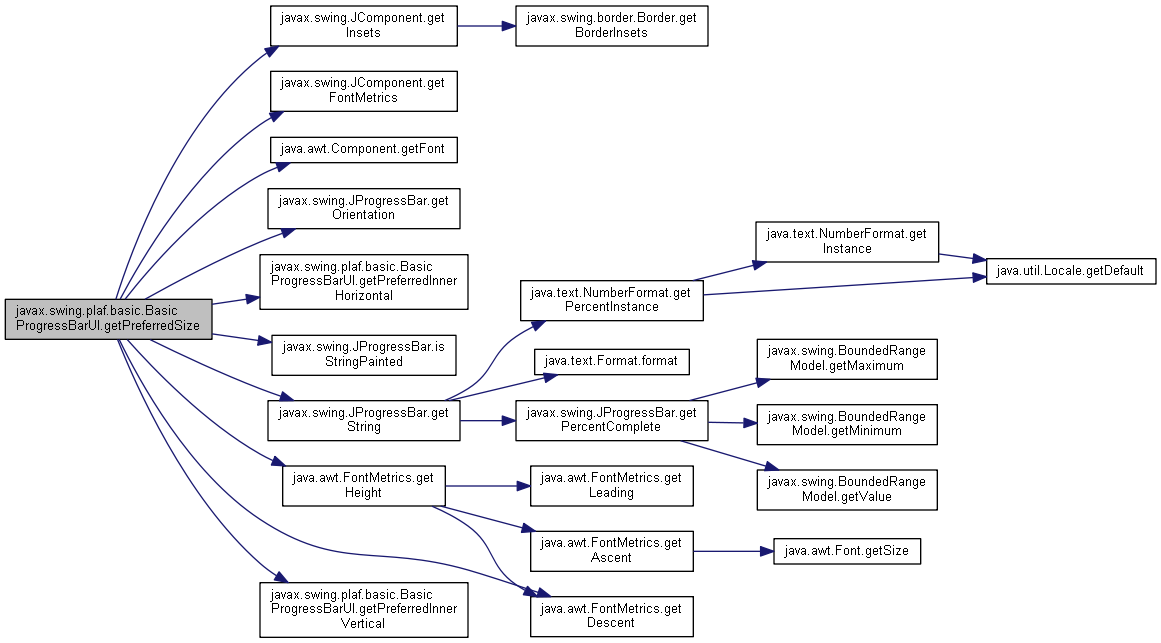 javax.swing.plaf.basic.Basic
ProgressBarUI.getPreferredSize
javax.swing.JComponent.get
Insets
javax.swing.border.Border.get
BorderInsets
javax.swing.JComponent.get
FontMetrics
java.awt.Component.getFont
javax.swing.JProgressBar.get
Orientation
javax.swing.plaf.basic.Basic
ProgressBarUI.getPreferredInner
Horizontal
javax.swing.JProgressBar.is
StringPainted
javax.swing.JProgressBar.get
String
java.text.NumberFormat.get
PercentInstance
java.text.NumberFormat.get
Instance
java.util.Locale.getDefault
java.text.Format.format
javax.swing.JProgressBar.get
PercentComplete
javax.swing.BoundedRange
Model.getMaximum
javax.swing.BoundedRange
Model.getMinimum
javax.swing.BoundedRange
Model.getValue
java.awt.FontMetrics.get
Height
java.awt.FontMetrics.get
Leading
java.awt.FontMetrics.get
Ascent
java.awt.Font.getSize
java.awt.FontMetrics.get
Descent
javax.swing.plaf.basic.Basic
ProgressBarUI.getPreferredInner
Vertical